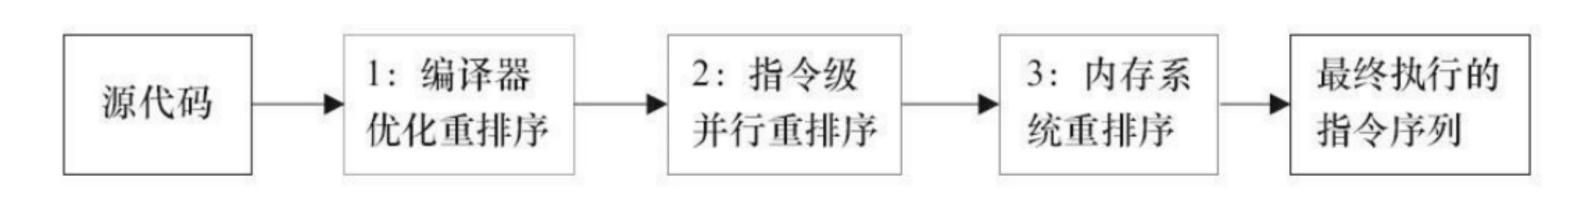 源代码
1：编译器
优化重排序
2：指令级
并行重排序
3：内存系
统重排序
最终执行的
指令序列